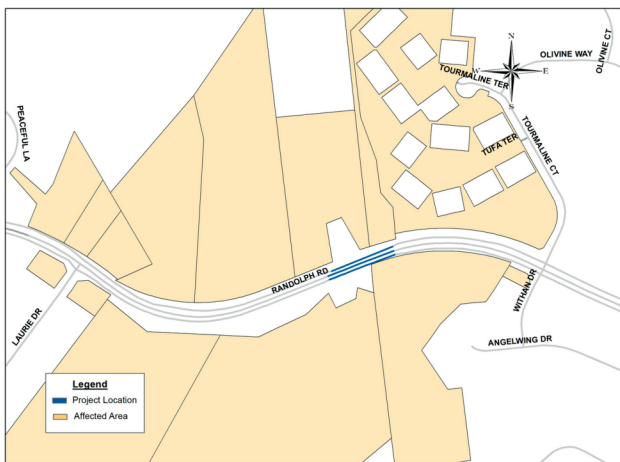 N
OLIVINE WAY
OLIVINE CT
W
E
TOURMALINE TER
S
PEACEFUL LA
TOURMALINE CT
TUFA TER
RANDOLPH RD
WITHAN DR
LAURIE DR
ANGELWING DR
Legend
Project Location
Affected Area